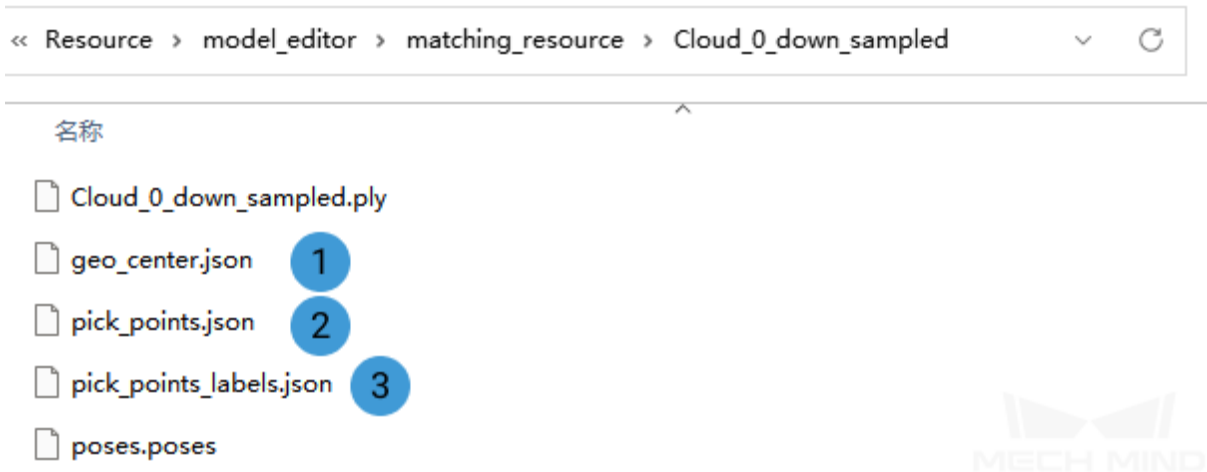 « Resource > model_editor > matching_resource > Cloud_0_down_sampled
名称
Cloud_0_down_sampled.ply
geo_center.json 1
pick_points.json 2
pick_points_labels.json 3
poses.poses
MECH MIND